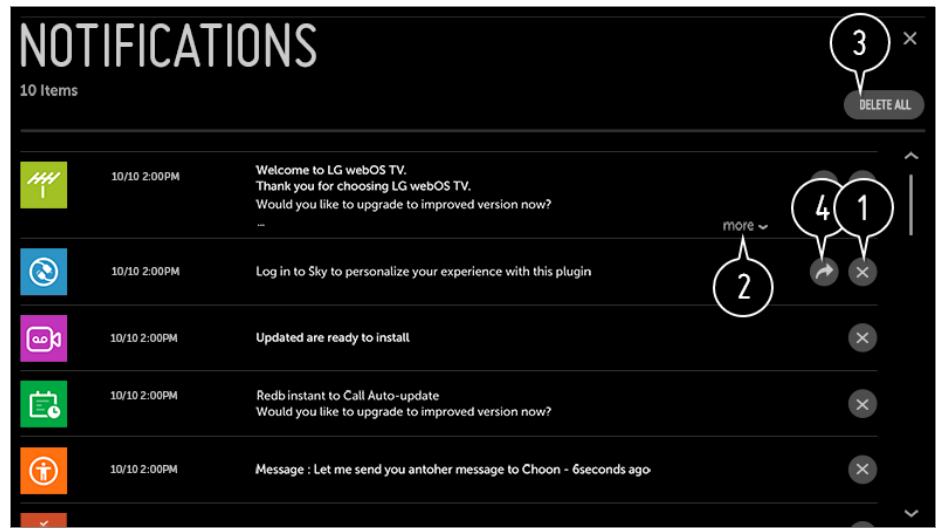 NOTIFICATIONS
3
10 Items
DELETE ALL
10/10 2:00PM
Welcome to LG webOS TV.
Thank you for choosing LG webOS TV.
Would you like to upgrade to improved version now?
...
more
4
1
10/10 2:00PM
Log in to Sky to personalize your experience with this plugin
2
10/10 2:00PM
Updated are ready to install
10/10 2:00PM
Redb instant to Call Auto-update
Would you like to upgrade to improved version now?
10/10 2:00PM
Message : Let me send you antoher message to Choon - 6seconds ago